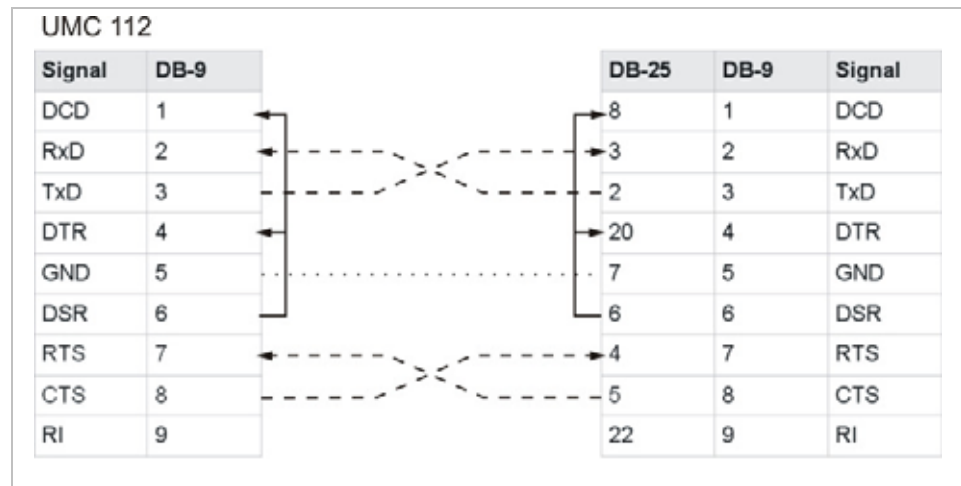 UMC 112
Signal DB-9 DB-25 DB-9 Signal
DCD 1 8 1 DCD
RxD 2 3 2 RxD
TxD 3 2 3 TxD
DTR 4 20 4 DTR
GND 5 7 5 GND
DSR 6 6 6 DSR
RTS 7 4 7 RTS
CTS 8 5 8 CTS
RI 9 22 9 RI